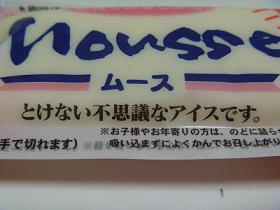 Mousse
ムース
とけない不思議なアイスです。
※お子様やお年寄りの方は、のどに詰ら
手で切れます）
吸い込まずによくかんでお召し上がり